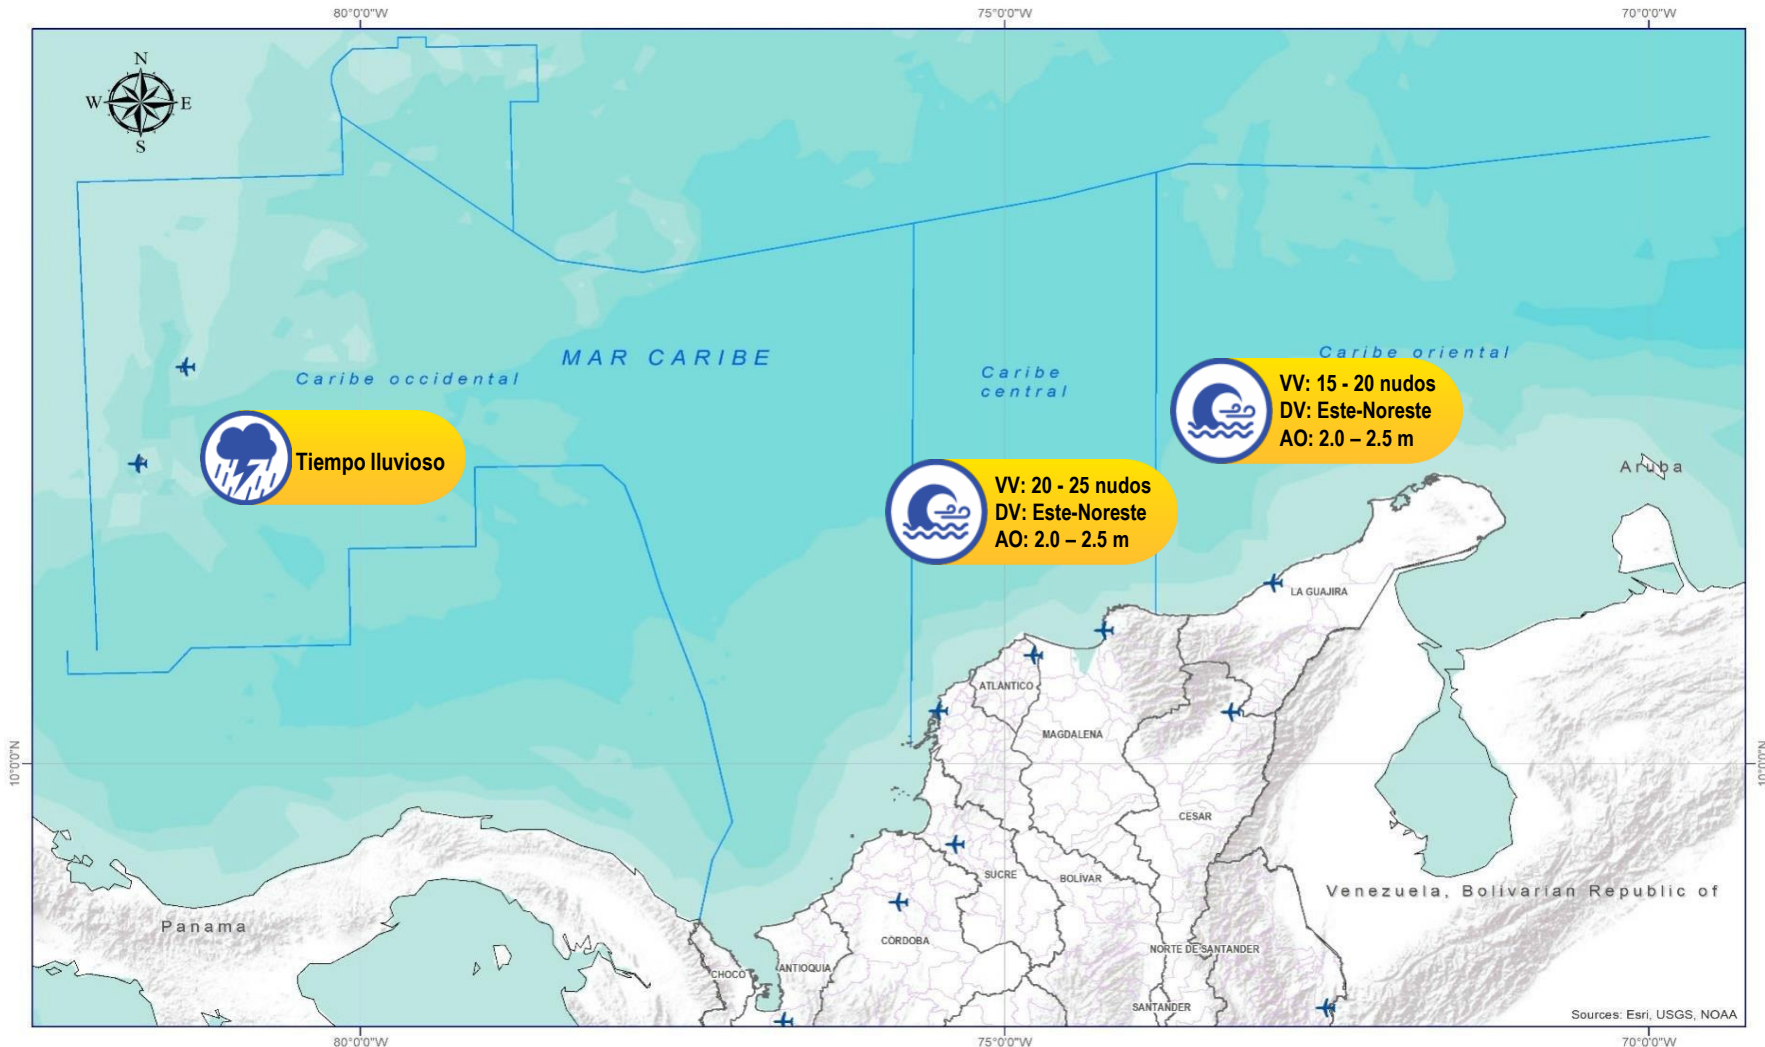 80°0'0"W
75°0'0"W
70°0'0"W
N
W
E
S
MAR CARIBE
Caribe occidental
Caribe
central
Caribe oriental
VV: 15 - 20 nudos
DV: Este-Noreste
AO: 2.0 – 2.5 m
Tiempo lluvioso
VV: 20 - 25 nudos
DV: Este-Noreste
AO: 2.0 – 2.5 m
Aruba
LA GUAJIRA
ATLANTICO
MAGDALENA
10°0'0"N
10°0'0"N
CESAR
SUCRE
BOLÍVAR
Venezuela, Bolivarian Republic of
Panama
CÓRDOBA
NORTE DE SANTANDER
CHOCO
ANTIOQUIA
SANTANDER
Sources: Esri, USGS, NOAA
80°0'0"W
75°0'0"W
70°0'0"W